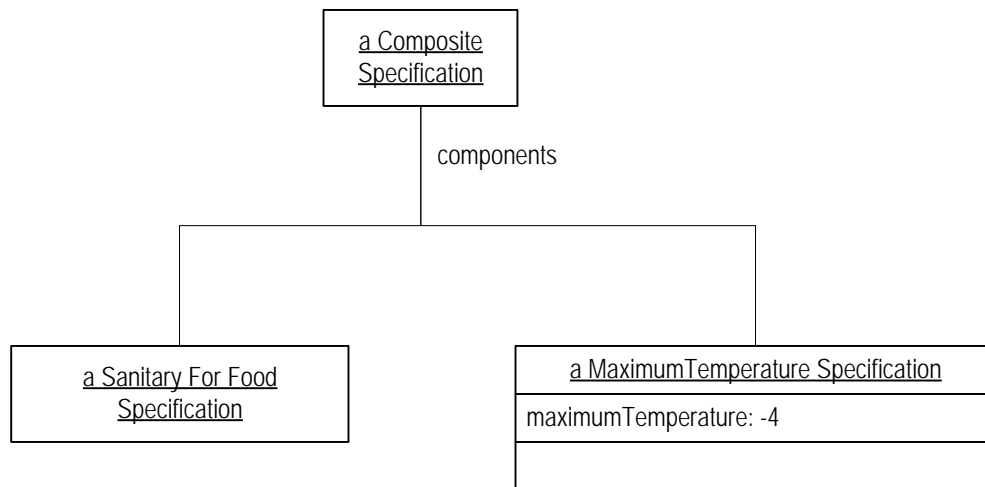 a Composite
Specification
components
a Sanitary For Food
Specification
a MaximumTemperature Specification
maximumTemperature: -4